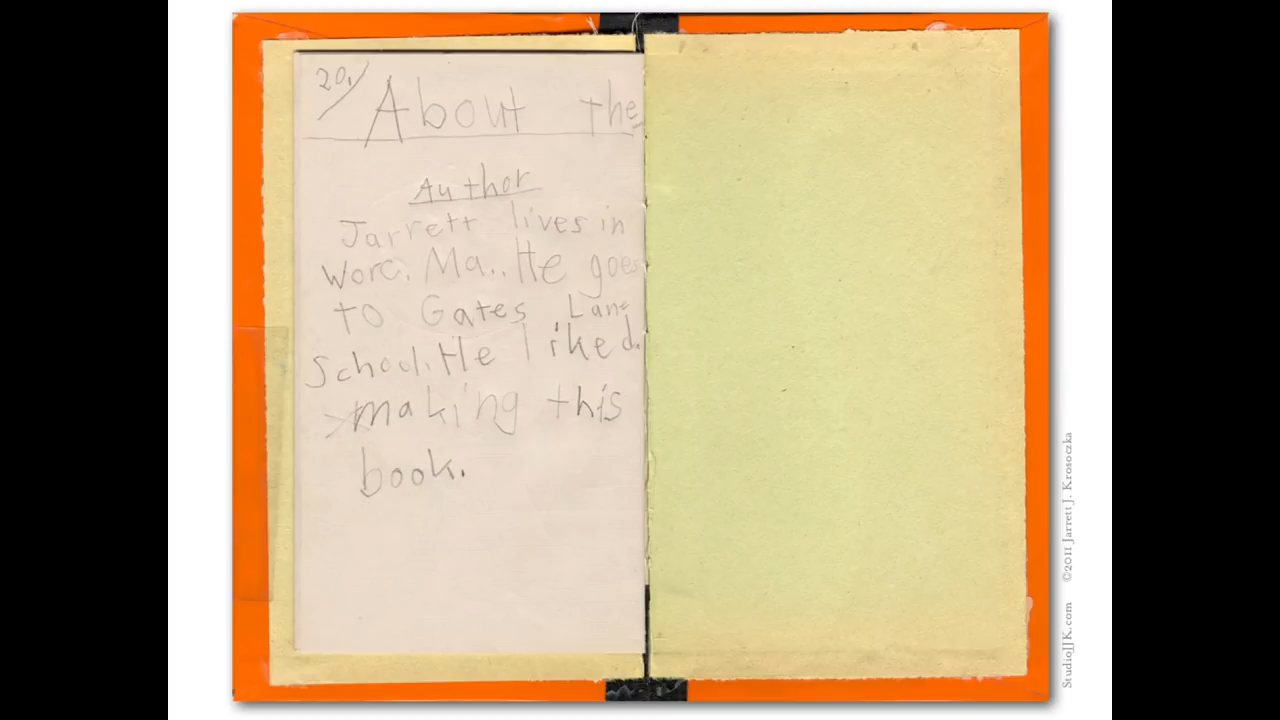 20./
About the
Author
Jarrett lives in
Worc. Ma.. He goes
to Gates Lane
School. He liked
making this
book.
StudioJJK.com ©2011 Jarrett J. Krosoczka